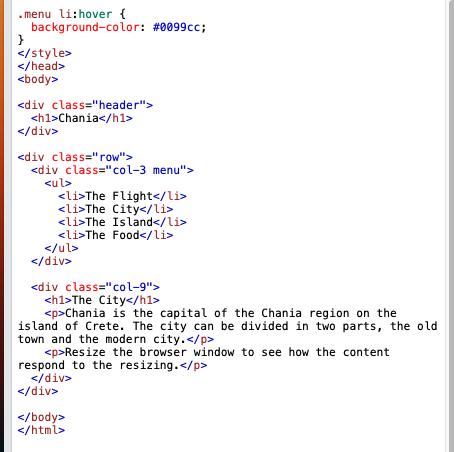 .menu li:hover {
  background-color: #0099cc;
}
</style>
</head>
<body>

<div class="header">
  <h1>Chania</h1>
</div>

<div class="row">
  <div class="col-3 menu">
    <ul>
      <li>The Flight</li>
      <li>The City</li>
      <li>The Island</li>
      <li>The Food</li>
    </ul>
  </div>

  <div class="col-9">
    <h1>The City</h1>
    <p>Chania is the capital of the Chania region on the
island of Crete. The city can be divided in two parts, the old
town and the modern city.</p>
    <p>Resize the browser window to see how the content
respond to the resizing.</p>
  </div>
</div>

</body>
</html>